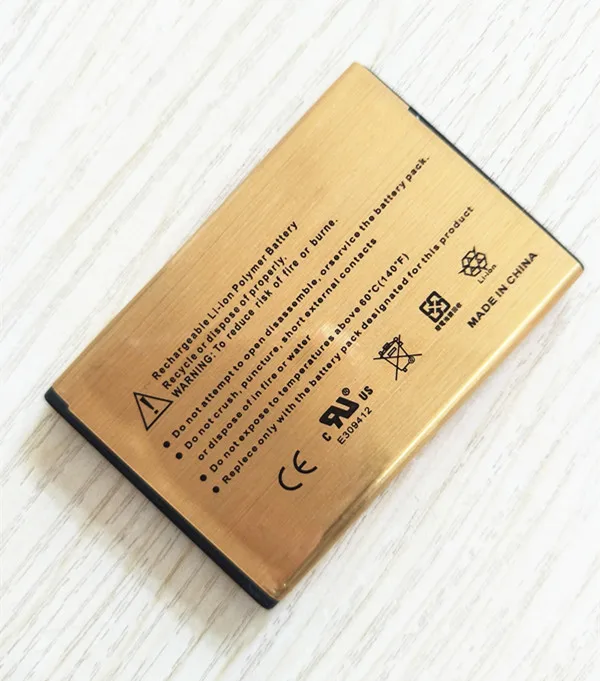 Rechargeable Li-ion Polymer Battery
Recycle or dispose of properly.
WARNING: To reduce risk of fire or burne.
• Do not attempt to open disassemble, orservice the battery pack.
• Do not crush, puncture, short external contacts
or dispose of in fire or water.
• Do not expose to temperatures above 60°C(140°F)
• Replace only with the battery pack designated for this product
CE
c RU US
E309412
Li-ion
MADE IN CHINA